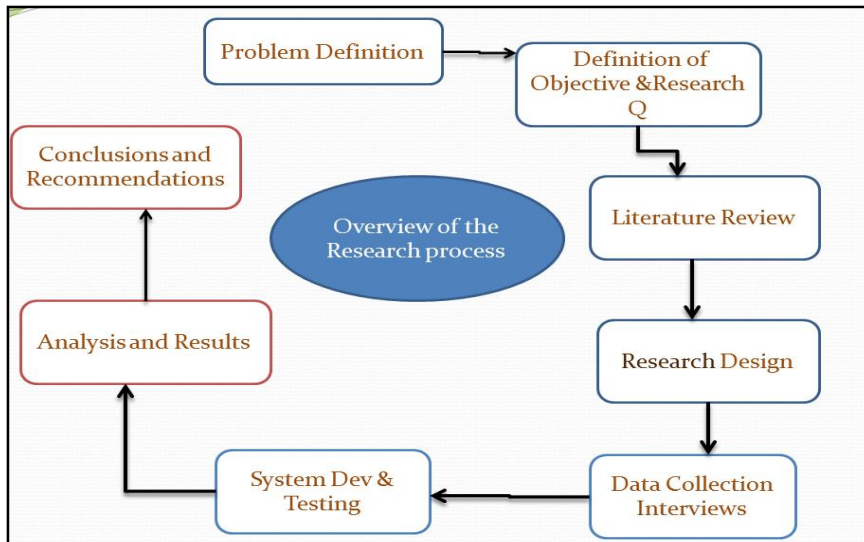 Problem Definition
Definition of
Objective &Research
Q
Literature Review
Research Design
Data Collection
Interviews
System Dev &
Testing
Analysis and Results
Conclusions and
Recommendations
Overview of the
Research process